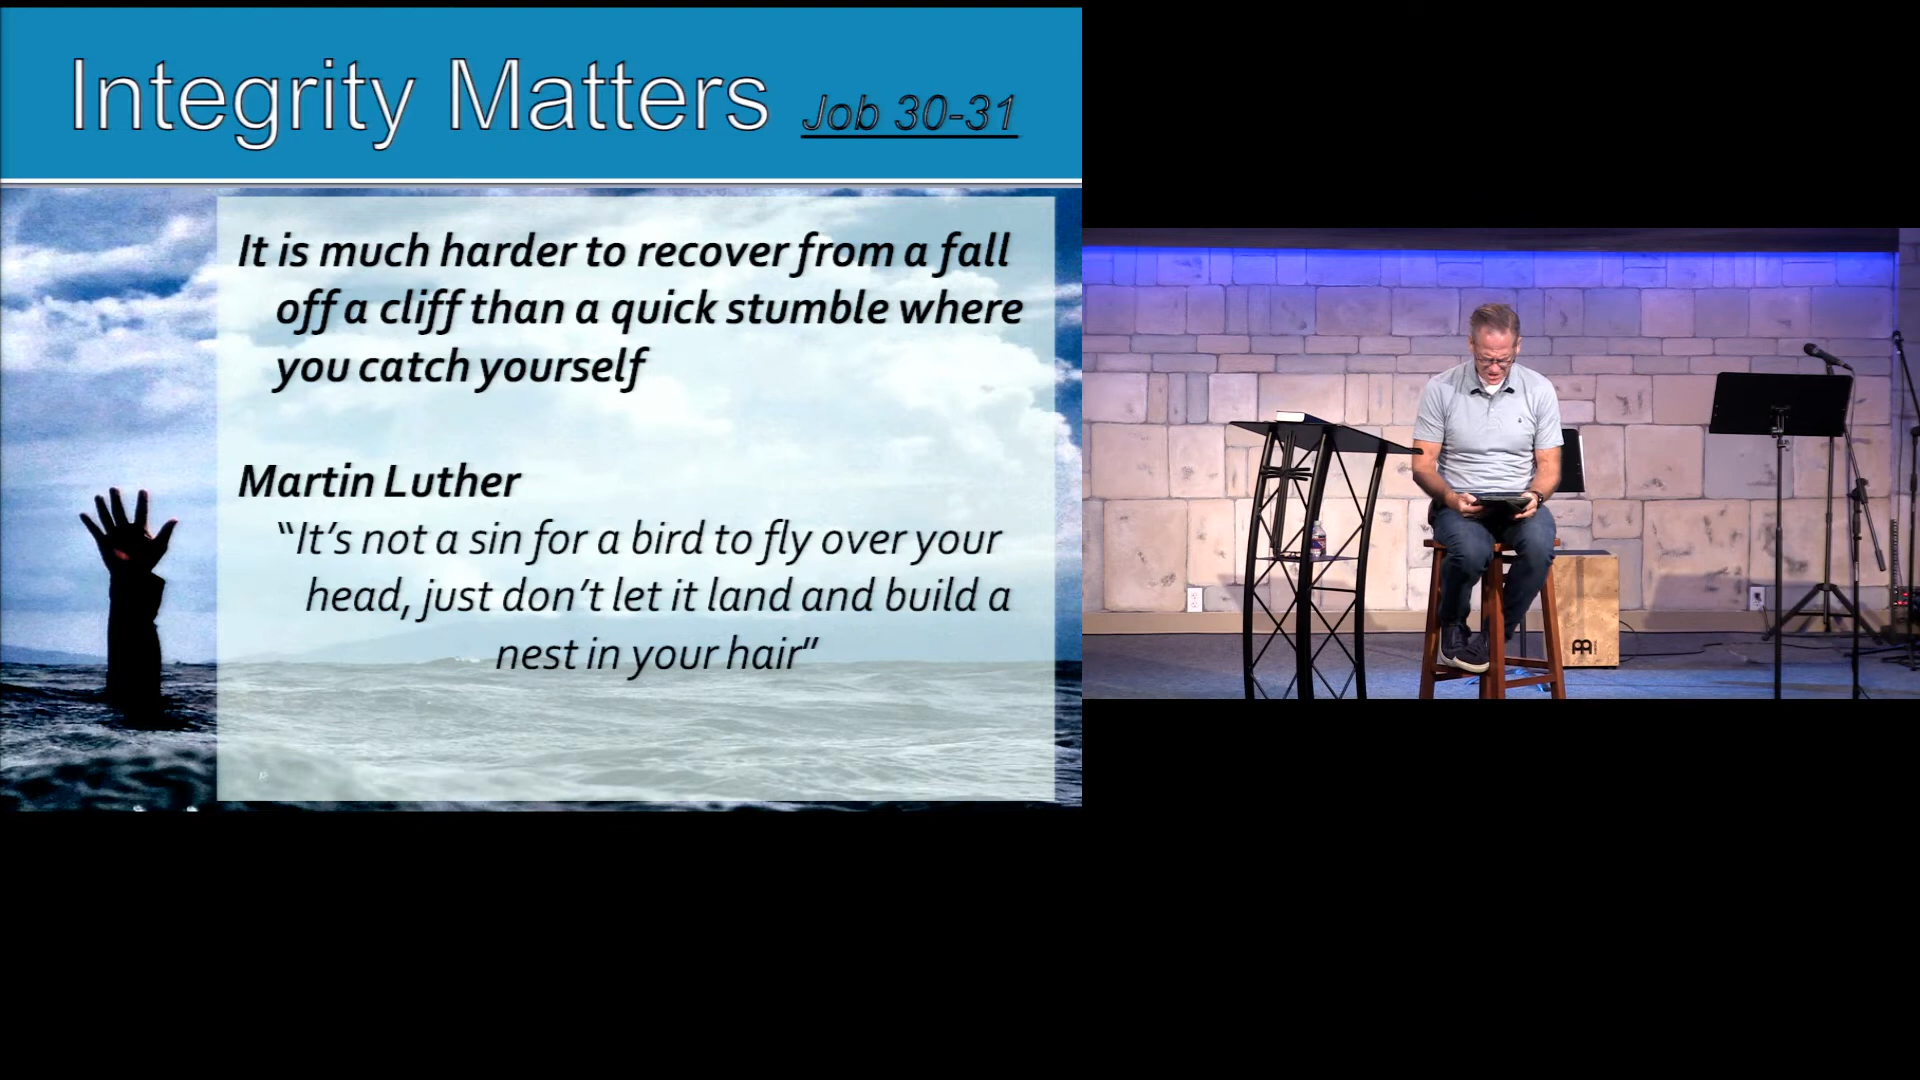 Integrity Matters Job 30-31
It is much harder to recover from a fall
off a cliff than a quick stumble where
you catch yourself
Martin Luther
“It’s not a sin for a bird to fly over your
head, just don’t let it land and build a
nest in your hair”